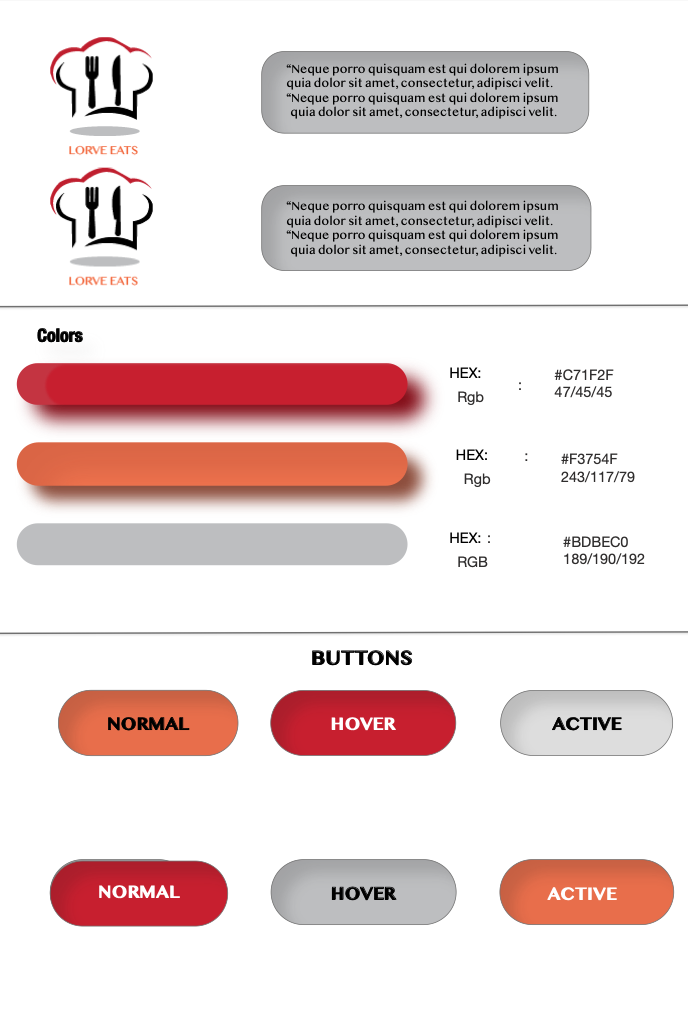 “Neque porro quisquam est qui dolorem ipsum
quia dolor sit amet, consectetur, adipisci velit.
“Neque porro quisquam est qui dolorem ipsum
quia dolor sit amet, consectetur, adipisci velit.
LORVE EATS
“Neque porro quisquam est qui dolorem ipsum
quia dolor sit amet, consectetur, adipisci velit.
“Neque porro quisquam est qui dolorem ipsum
quia dolor sit amet, consectetur, adipisci velit.
LORVE EATS
Colors
HEX: : #C71F2F
Rgb 47/45/45
HEX: : #F3754F
Rgb 243/117/79
HEX: : #BDBEC0
RGB 189/190/192
BUTTONS
NORMAL HOVER ACTIVE
NORMAL HOVER ACTIVE